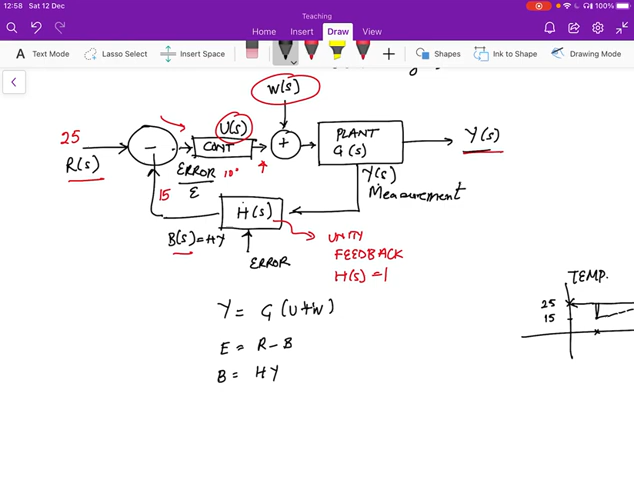 12:58 Sat 12 Dec
Teaching
100%
Home Insert Draw View
Text Mode Lasso Select Insert Space Shapes Ink to Shape Drawing Mode
W(s)
25
R(s)
-
U(s)
CONT
+
PLANT
G(s)
Y(s)
ERROR
E
10°
Y(s)
Measurement
15
H(s)
B(s)=HY
ERROR
UNITY
FEEDBACK
H(s)=1
Y = G(U+W)
E = R-B
B = HY
TEMP.
25
15